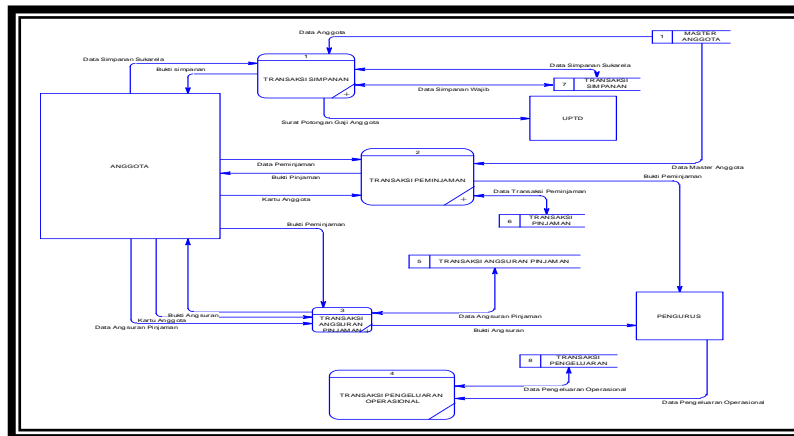 Data Anggota
1 MASTER ANGGOTA
Data Simpanan Sukarela
1
Bukti simpanan
TRANSAKSI SIMPANAN
+
Data Simpanan Sukarela
7 TRANSAKSI SIMPANAN
Data Simpanan Wajib
Surat Potongan Gaji Anggota
UPTD
ANGGOTA
2
Data Peminjaman
Data Master Anggota
Bukti Pinjaman
TRANSAKSI PEMINJAMAN
Bukti Peminjaman
Kartu Anggota
+
Data Transaksi Peminjaman
6 TRANSAKSI PINJAMAN
Bukti Peminjaman
5 TRANSAKSI ANGSURAN PINJAMAN
3
TRANSAKSI
ANGSURAN
PINJAMAN
+
Bukti Angsuran
Kartu Anggota
Data Angsuran Pinjaman
Data Angsuran Pinjaman
Bukti Angsuran
PENGURUS
8 TRANSAKSI PENGELUARAN
4
TRANSAKSI PENGELUARAN
OPERASIONAL
Data Pengeluaran Operasional
Data Pengeluaran Operasional